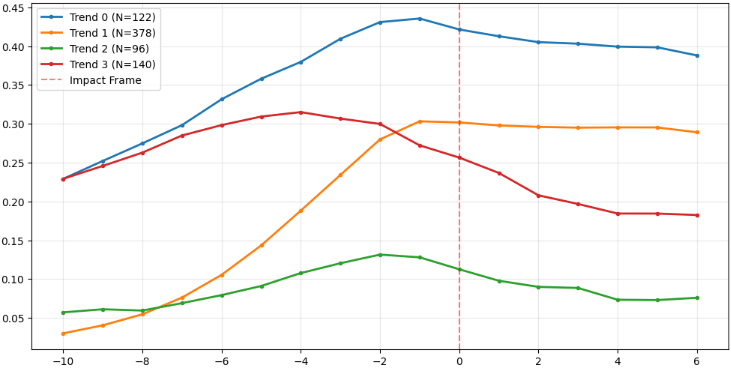 0.45
0.40
0.35
0.30
0.25
0.20
0.15
0.10
0.05
Trend 0 (N=122)
Trend 1 (N=378)
Trend 2 (N=96)
Trend 3 (N=140)
Impact Frame
−10 −8 −6 −4 −2 0 2 4 6